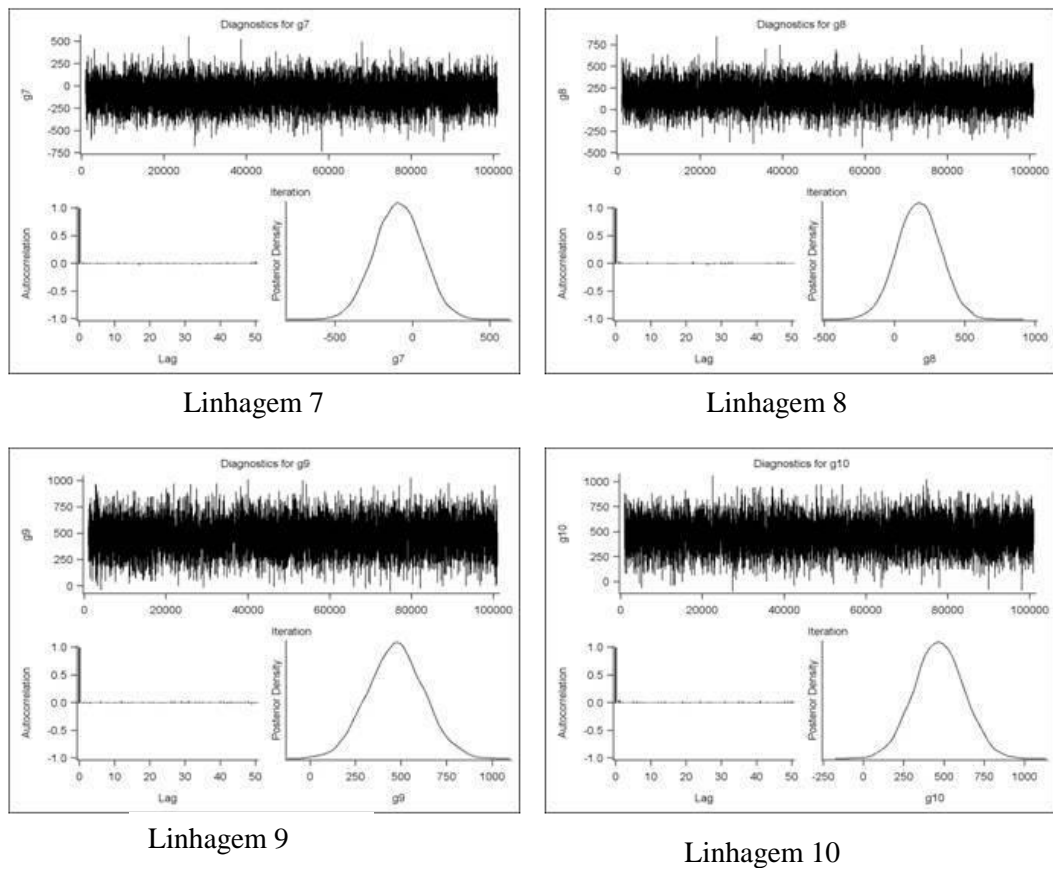 Diagnostics for g7
g7
500
250
0
-250
-500
-750
0 20000 40000 60000 80000 100000
Iteration
Autocorrelation
1.0
0.5
0.0
-0.5
-1.0
0 10 20 30 40 50
Lag
Posterior Density
-500 0 500
g7
Linhagem 7
Diagnostics for g8
g8
750
500
250
0
-250
-500
0 20000 40000 60000 80000 100000
Iteration
Autocorrelation
1.0
0.5
0.0
-0.5
-1.0
0 10 20 30 40 50
Lag
Posterior Density
-500 0 500 1000
g8
Linhagem 8
Diagnostics for g9
g9
1000
750
500
250
0
0 20000 40000 60000 80000 100000
Iteration
Autocorrelation
1.0
0.5
0.0
-0.5
-1.0
0 10 20 30 40 50
Lag
Posterior Density
0 250 500 750 1000
g9
Linhagem 9
Diagnostics for g10
g10
1000
750
500
250
0
0 20000 40000 60000 80000 100000
Iteration
Autocorrelation
1.0
0.5
0.0
-0.5
-1.0
0 10 20 30 40 50
Lag
Posterior Density
-250 0 250 500 750 1000
g10
Linhagem 10